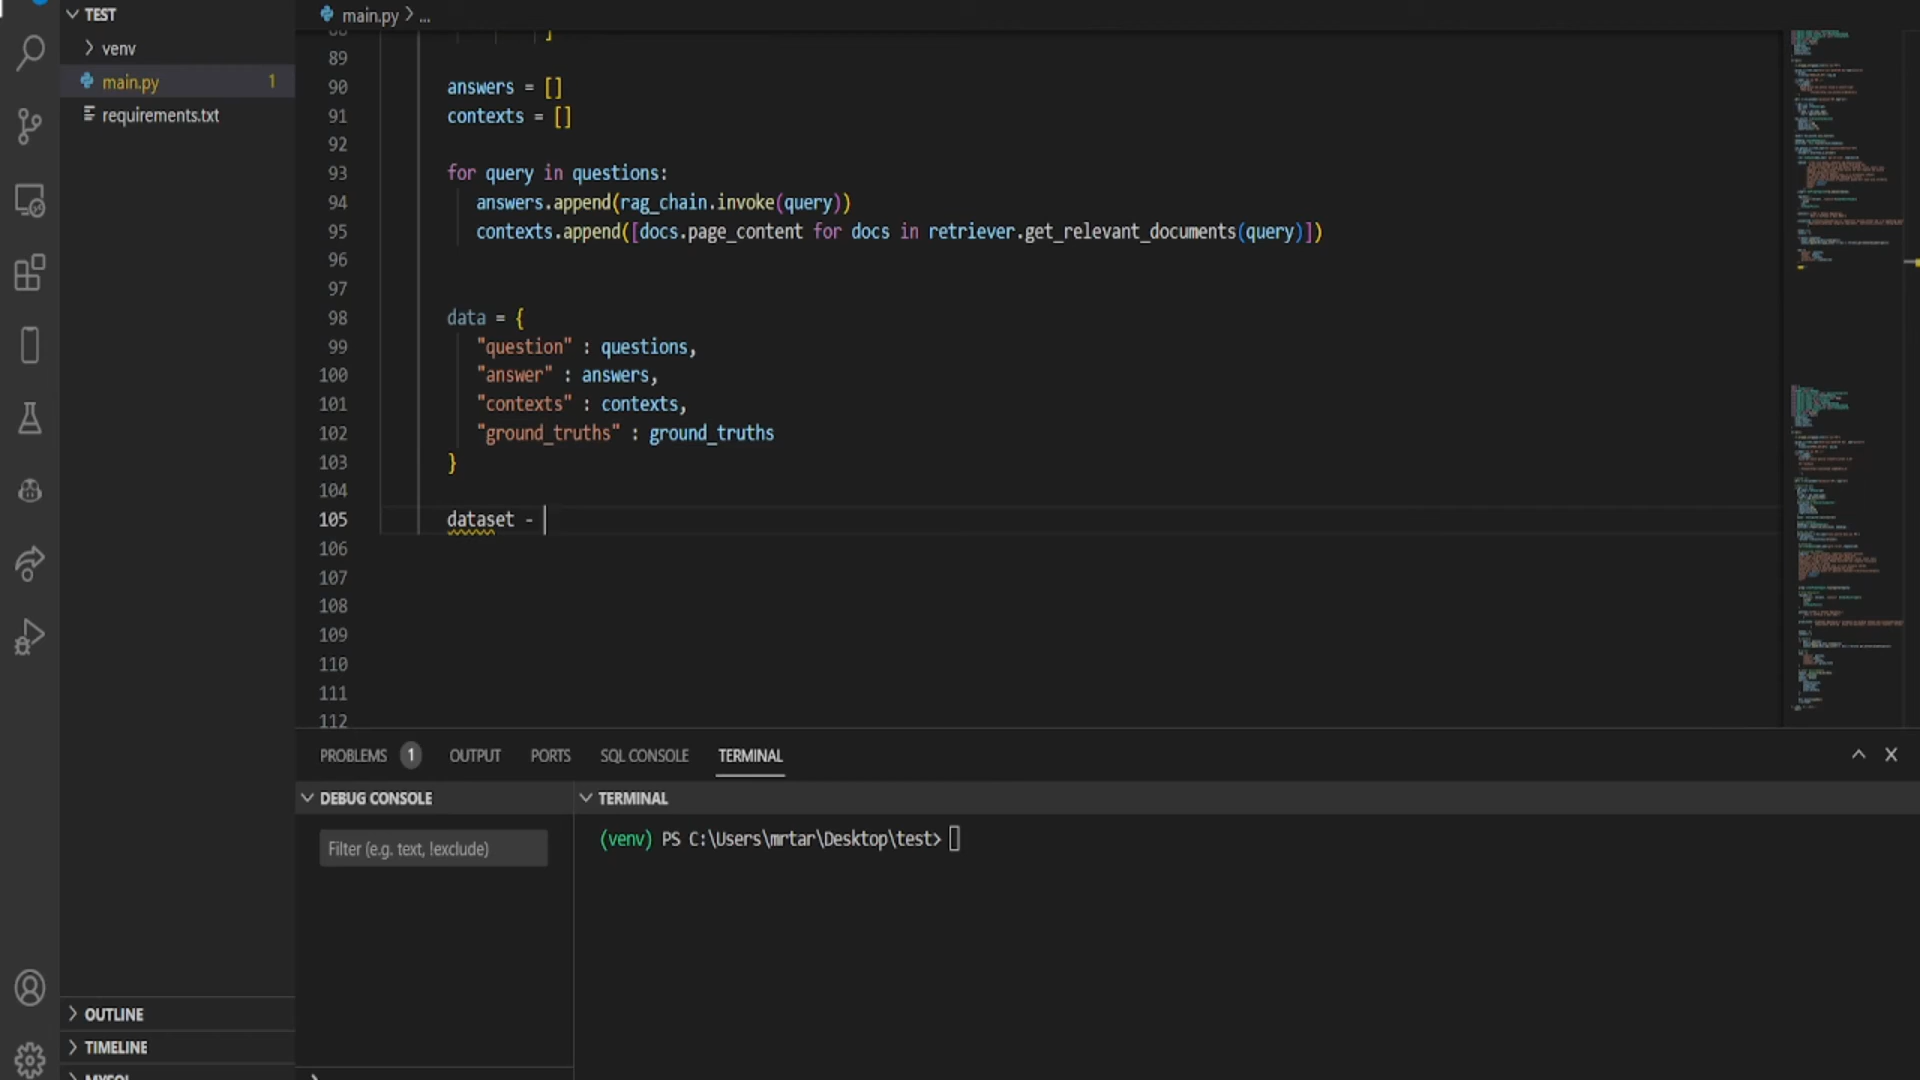 TEST
venv
main.py 1
requirements.txt
OUTLINE
TIMELINE
main.py > ...
89
90 answers = []
91 contexts = []
92
93 for query in questions:
94 answers.append(rag_chain.invoke(query))
95 contexts.append([docs.page_content for docs in retriever.get_relevant_documents(query)])
96
97
98 data = {
99 "question" : questions,
100 "answer" : answers,
101 "contexts" : contexts,
102 "ground_truths" : ground_truths
103 }
104
105 dataset -
106
107
108
109
110
111
112
PROBLEMS 1 OUTPUT PORTS SQL CONSOLE TERMINAL
DEBUG CONSOLE
Filter (e.g. text, !exclude)
TERMINAL
(venv) PS C:\Users\mrtar\Desktop\test>